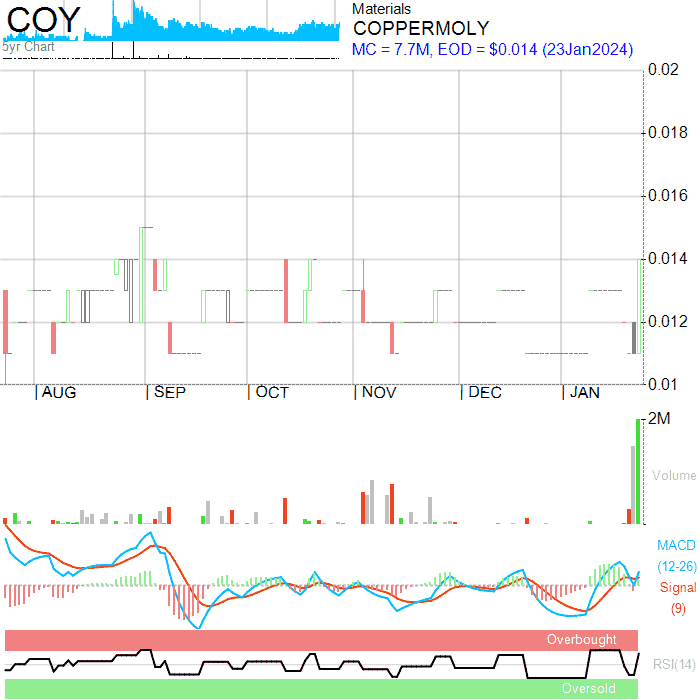 COY
5yr Chart
Materials
COPPERMOLY
MC = 7.7M, EOD = $0.014 (23Jan2024)
0.02
0.018
0.016
0.014
0.012
0.01
AUG SEP OCT NOV DEC JAN
2M
Volume
MACD
(12-26)
Signal
(9)
Overbought
RSI(14)
Oversold